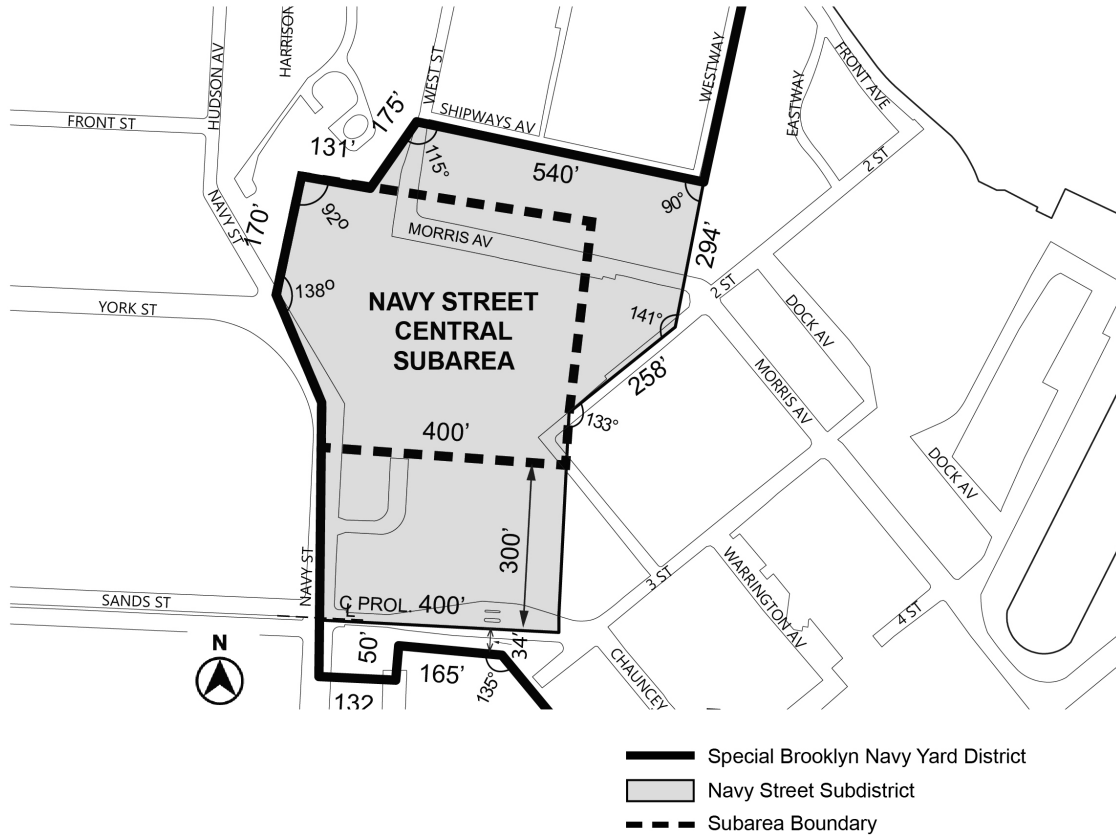 HARRISON
HUDSON AV
WEST ST
WESTWAY
FRONT AVE
EASTWAY
175'
SHIPWAYS AV
FRONT ST
131'
115°
540'
2 ST
90°
92º
NAVY ST
170'
MORRIS AV
294'
2 ST
138º
YORK ST
NAVY STREET
CENTRAL
SUBAREA
141°
DOCK AV
258'
MORRIS AV
133°
400'
DOCK AV
300'
NAVY ST
3 ST
WARRINGTON AV
SANDS ST
C L PROL. 400'
4 ST
N
50'
34'
165'
135°
CHAUNCEY
132
Special Brooklyn Navy Yard District
Navy Street Subdistrict
Subarea Boundary